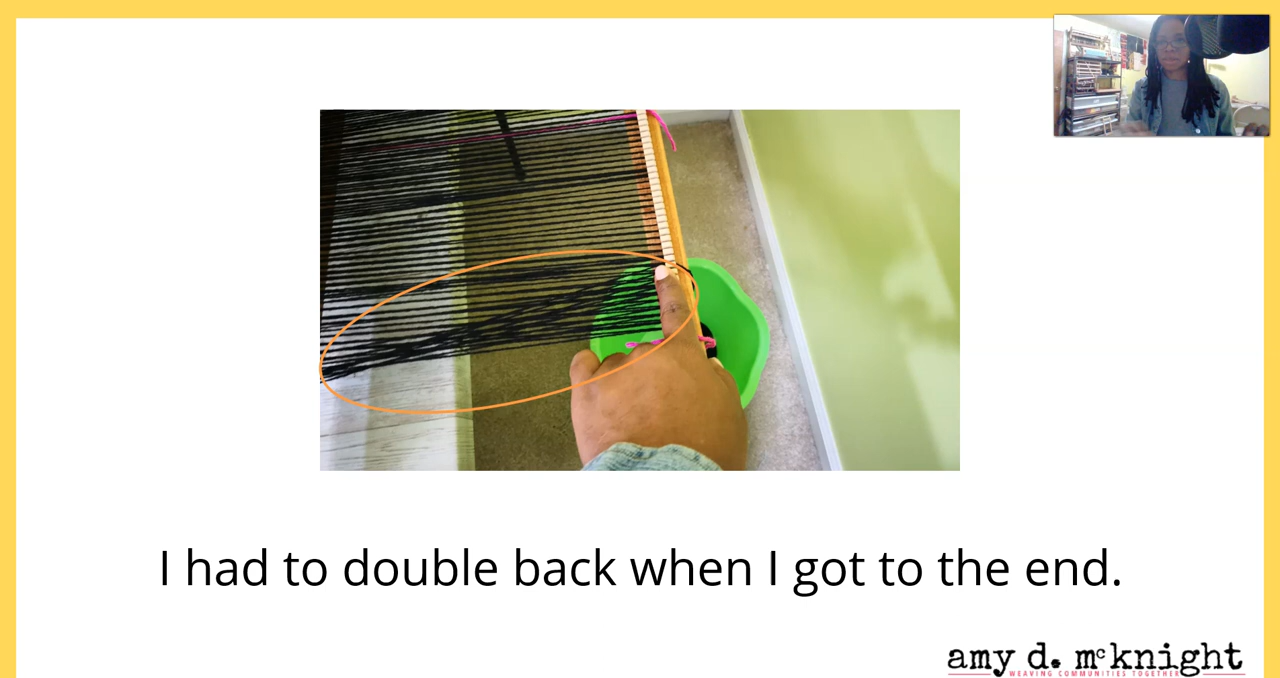 I had to double back when I got to the end.
amy d. mcknight
WEAVING COMMUNITIES TOGETHER